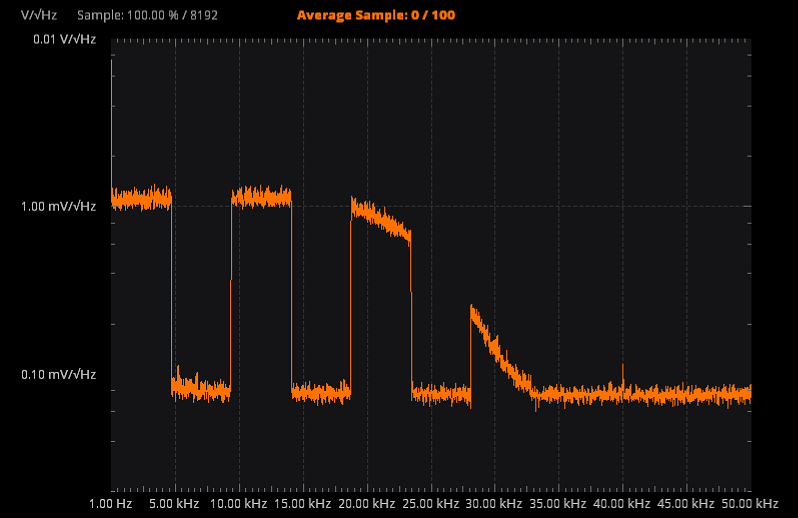 V/√Hz Sample: 100.00 % / 8192 Average Sample: 0 / 100
0.01 V/√Hz
1.00 mV/√Hz
0.10 mV/√Hz
1.00 Hz 5.00 kHz 10.00 kHz 15.00 kHz 20.00 kHz 25.00 kHz 30.00 kHz 35.00 kHz 40.00 kHz 45.00 kHz 50.00 kHz